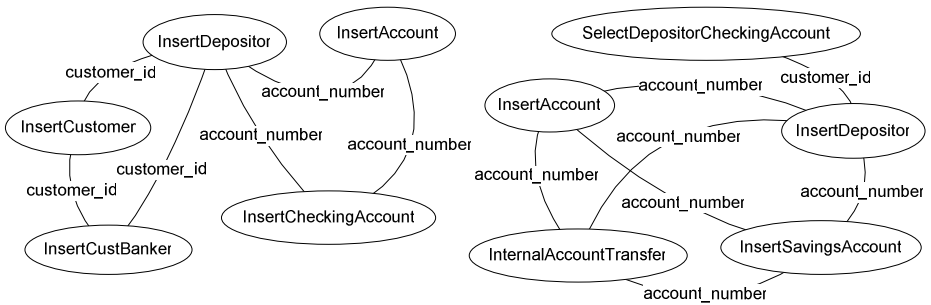 InsertDepositor
InsertAccount
customer_id
account_number
InsertCustomer
account_number
account_number
customer_id
customer_id
InsertCheckingAccount
InsertCustBanker
SelectDepositorCheckingAccount
customer_id
account_number
InsertAccount
InsertDepositor
account_number
account_number
account_number
account_number
InsertSavingsAccount
InternalAccountTransfer
account_number